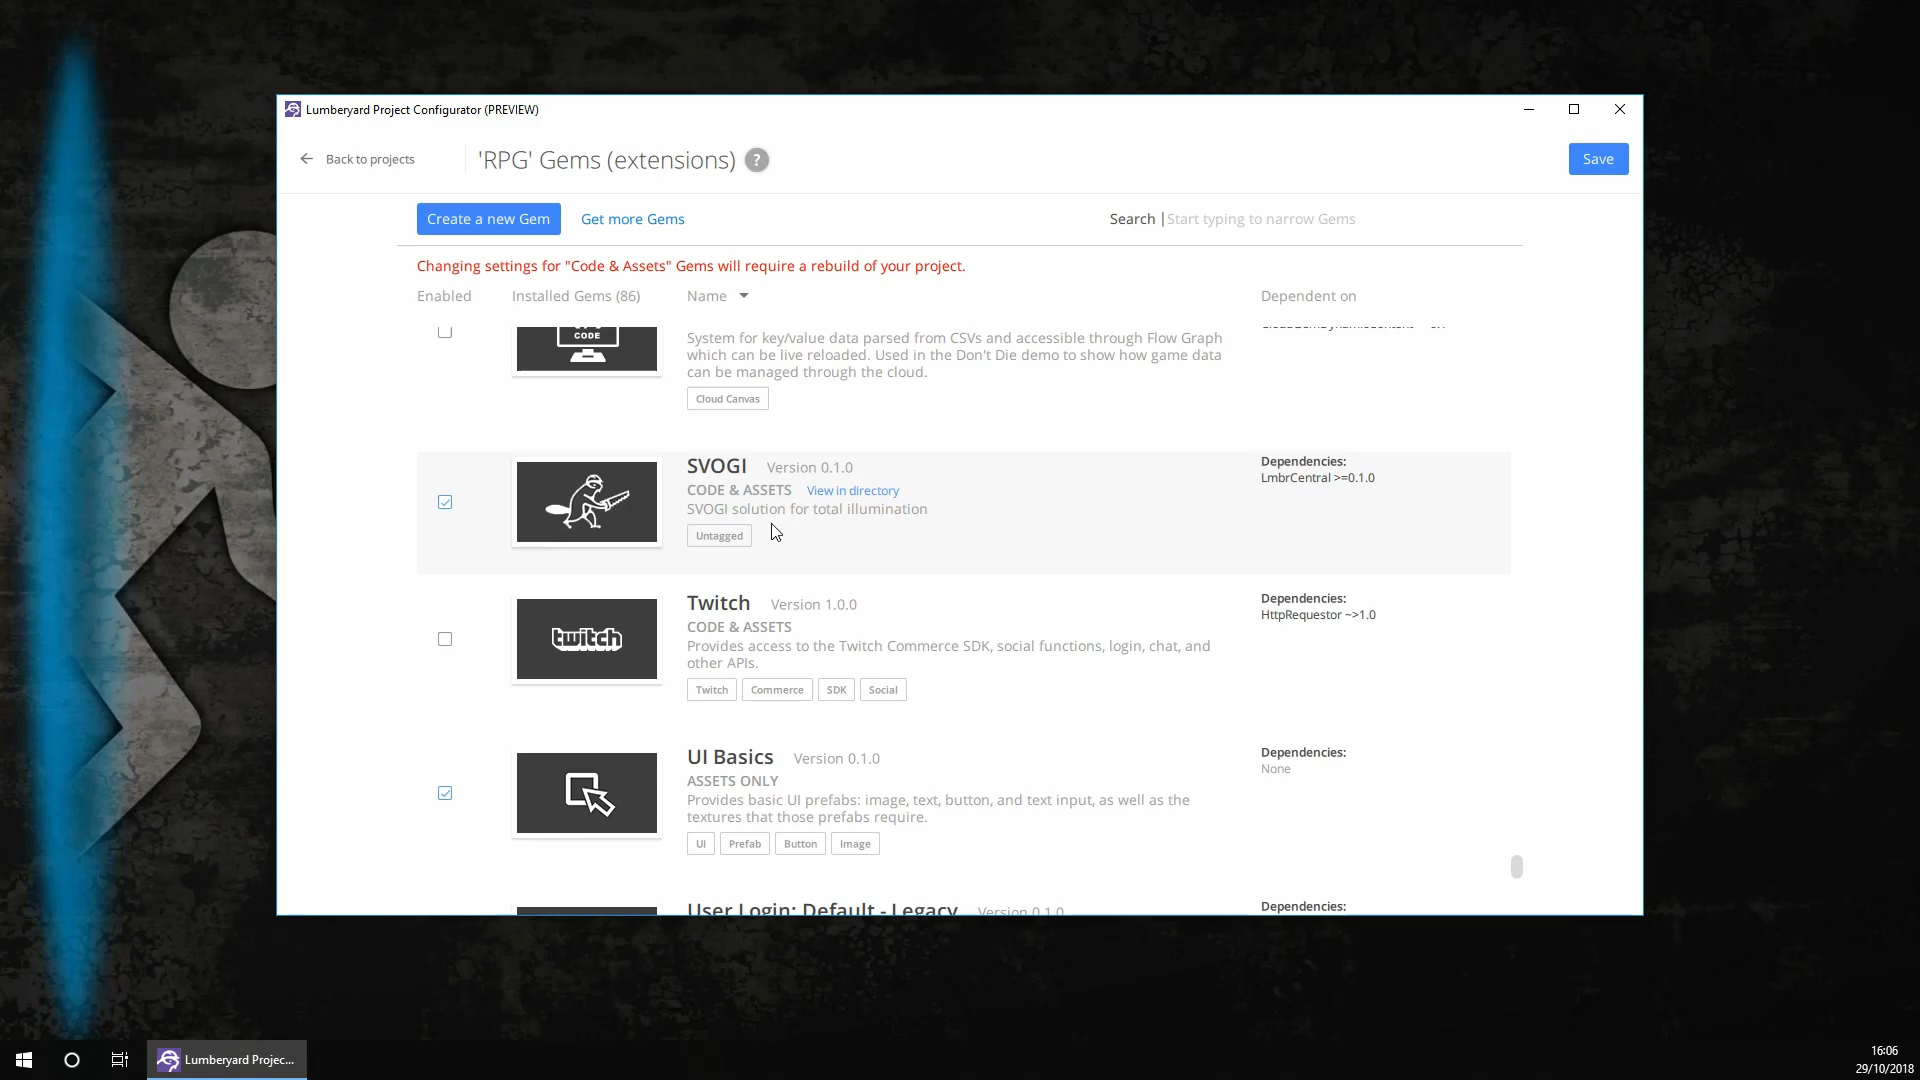 Lumberyard Project Configurator (PREVIEW)
Back to projects
'RPG' Gems (extensions) ?
Save
Create a new Gem Get more Gems Search Start typing to narrow Gems
Changing settings for "Code & Assets" Gems will require a rebuild of your project.
Enabled Installed Gems (86) Name Dependent on
CODE
System for key/value data parsed from CSVs and accessible through Flow Graph
which can be live reloaded. Used in the Don't Die demo to show how game data
can be managed through the cloud.
Cloud Canvas
SVOGI Version 0.1.0
CODE & ASSETS View in directory
SVOGI solution for total illumination
Untagged
Dependencies:
LmbrCentral >=0.1.0
twitch
Twitch Version 1.0.0
CODE & ASSETS
Provides access to the Twitch Commerce SDK, social functions, login, chat, and
other APIs.
Twitch Commerce SDK Social
Dependencies:
HttpRequestor ~>1.0
UI Basics Version 0.1.0
ASSETS ONLY
Provides basic UI prefabs: image, text, button, and text input, as well as the
textures that those prefabs require.
UI Prefab Button Image
Dependencies:
None
User Login: Default - Legacy Version 0.1.0
Dependencies:
Lumberyard Projec...
16:06
29/10/2018